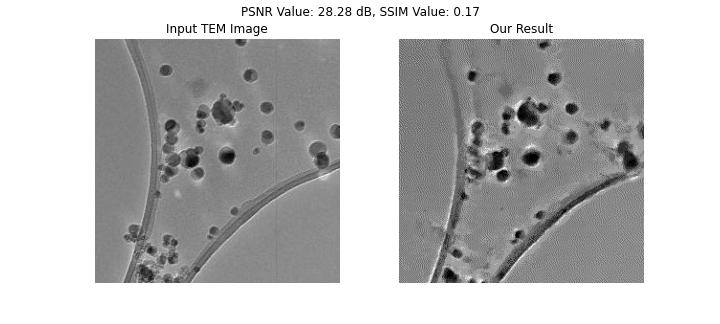 PSNR Value: 28.28 dB, SSIM Value: 0.17
Input TEM Image
Our Result